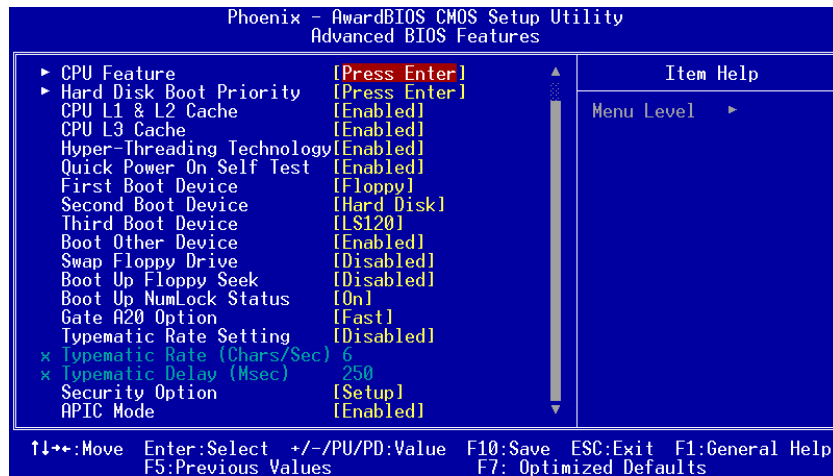 Phoenix - AwardBIOS CMOS Setup Utility
Advanced BIOS Features
► CPU Feature [Press Enter]
► Hard Disk Boot Priority [Press Enter]
CPU L1 & L2 Cache [Enabled]
CPU L3 Cache [Enabled]
Hyper-Threading Technology[Enabled]
Quick Power On Self Test [Enabled]
First Boot Device [Floppy]
Second Boot Device [Hard Disk]
Third Boot Device [LS120]
Boot Other Device [Enabled]
Swap Floppy Drive [Disabled]
Boot Up Floppy Seek [Disabled]
Boot Up NumLock Status [On]
Gate A20 Option [Fast]
Typematic Rate Setting [Disabled]
x Typematic Rate (Chars/Sec) 6
x Typematic Delay (Msec) 250
Security Option [Setup]
APIC Mode [Enabled]
Item Help
Menu Level ►
↑↓→←:Move Enter:Select +/-/PU/PD:Value F10:Save ESC:Exit F1:General Help
F5:Previous Values F7: Optimized Defaults